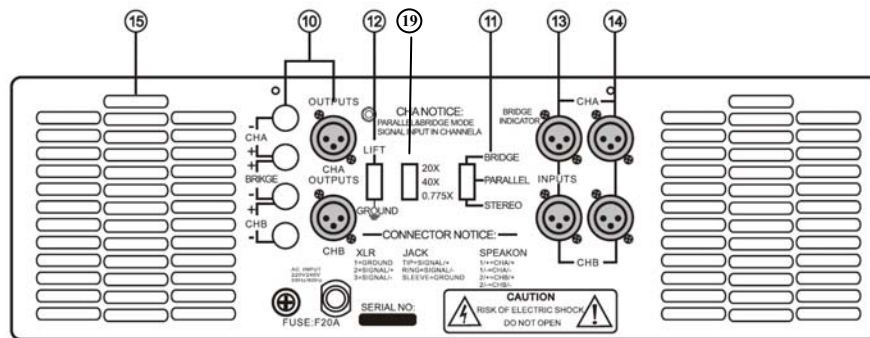 15
10
12
19
11
13
14
OUTPUTS
-
CHA
+
+
BRIKGE
-
+
CHB
-
CHA
OUTPUTS
CHB
CHA NOTICE:
PARALLEL&BRIDGE MODE
SIGNAL INPUT IN CHANNELA
LIFT
GROUND
20X
40X
0.775X
BRIDGE
PARALLEL
STEREO
BRIDGE
INDICATOR
CHA
INPUTS
CHB
CONNECTOR NOTICE:
XLR JACK SPEAKON
1=GROUND TIP=SIGNAL/+ 1/+=CHA/+
2=SIGNAL/+ RING=SIGNAL/- 1/-=CHA/-
3=SIGNAL/- SLEEVE=GROUND 2/+=CHB/+
2/-=CHB/-
AC INPUT
FUSE:F20A
SERIAL NO:
CAUTION
RISK OF ELECTRIC SHOCK
DO NOT OPEN